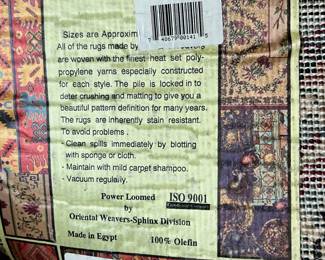 7 40679 00141 5
Sizes are Approxim
All of the rugs made by
are woven with the finest heat set poly-
propylene yarns especially constructed
for each style. The pile is locked in to
deter crushing and matting to give you a
beautiful pattern definition for many years.
The rugs are inherently stain resistant.
To avoid problems .
- Clean spills immediately by blotting
with sponge or cloth.
- Maintain with mild carpet shampoo.
- Vacuum regularly.
Power Loomed ISO 9001
by
Oriental Weavers-Sphinx Division
Made in Egypt 100% Olefin